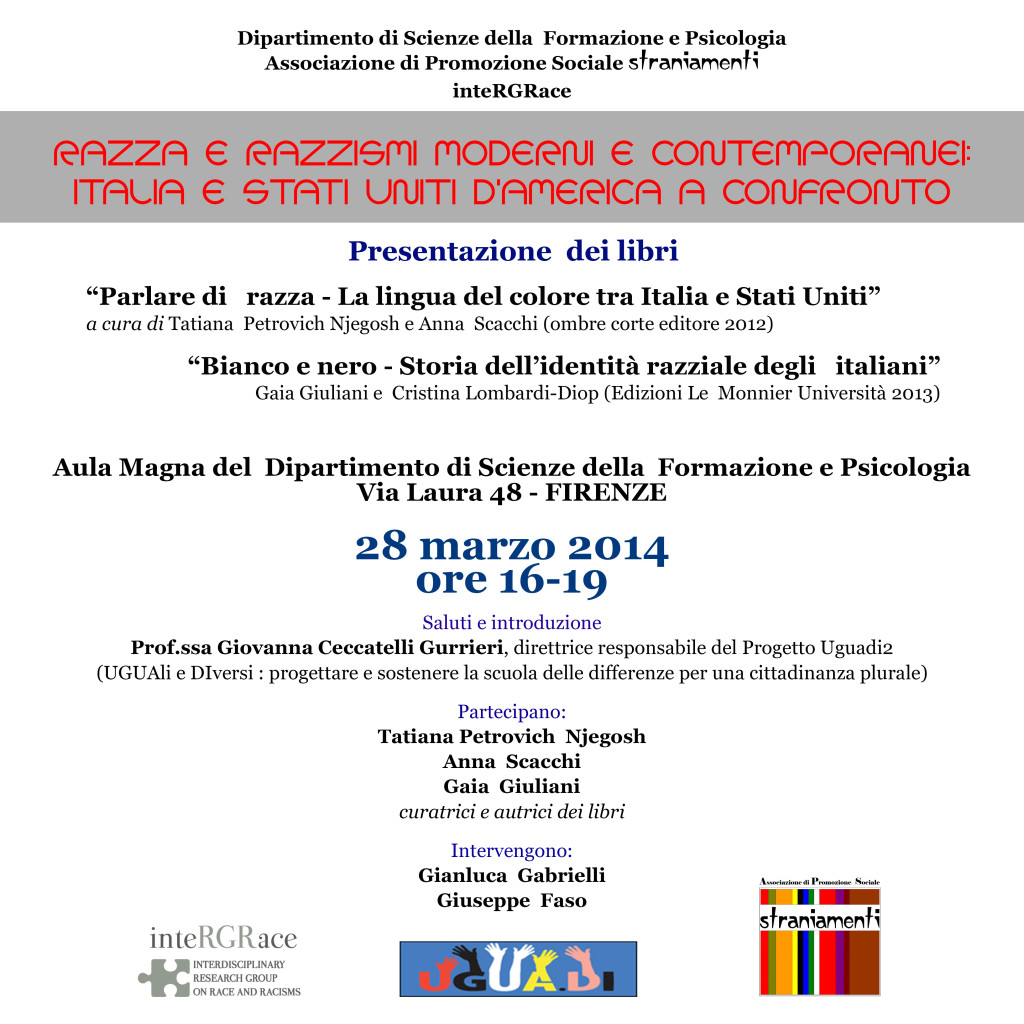 Dipartimento di Scienze della Formazione e Psicologia
Associazione di Promozione Sociale straniamenti
inteRGRace
RAZZA E RAZZISMI MODERNI E CONTEMPORANEI:
ITALIA E STATI UNITI D'AMERICA A CONFRONTO
Presentazione dei libri
“Parlare di razza - La lingua del colore tra Italia e Stati Uniti”
a cura di Tatiana Petrovich Njegosh e Anna Scacchi (ombre corte editore 2012)
“Bianco e nero - Storia dell’identità razziale degli italiani”
Gaia Giuliani e Cristina Lombardi-Diop (Edizioni Le Monnier Università 2013)
Aula Magna del Dipartimento di Scienze della Formazione e Psicologia
Via Laura 48 - FIRENZE
28 marzo 2014
ore 16-19
Saluti e introduzione
Prof.ssa Giovanna Ceccatelli Gurrieri, direttrice responsabile del Progetto Uguadi2
(UGUAli e DIversi : progettare e sostenere la scuola delle differenze per una cittadinanza plurale)
Partecipano:
Tatiana Petrovich Njegosh
Anna Scacchi
Gaia Giuliani
curatrici e autrici dei libri
Intervengono:
Gianluca Gabrielli
Giuseppe Faso
inteRGRace
INTERDISCIPLINARY
RESEARCH GROUP
ON RACE AND RACISMS
UGUA.DI
Associazione di Promozione Sociale
straniamenti